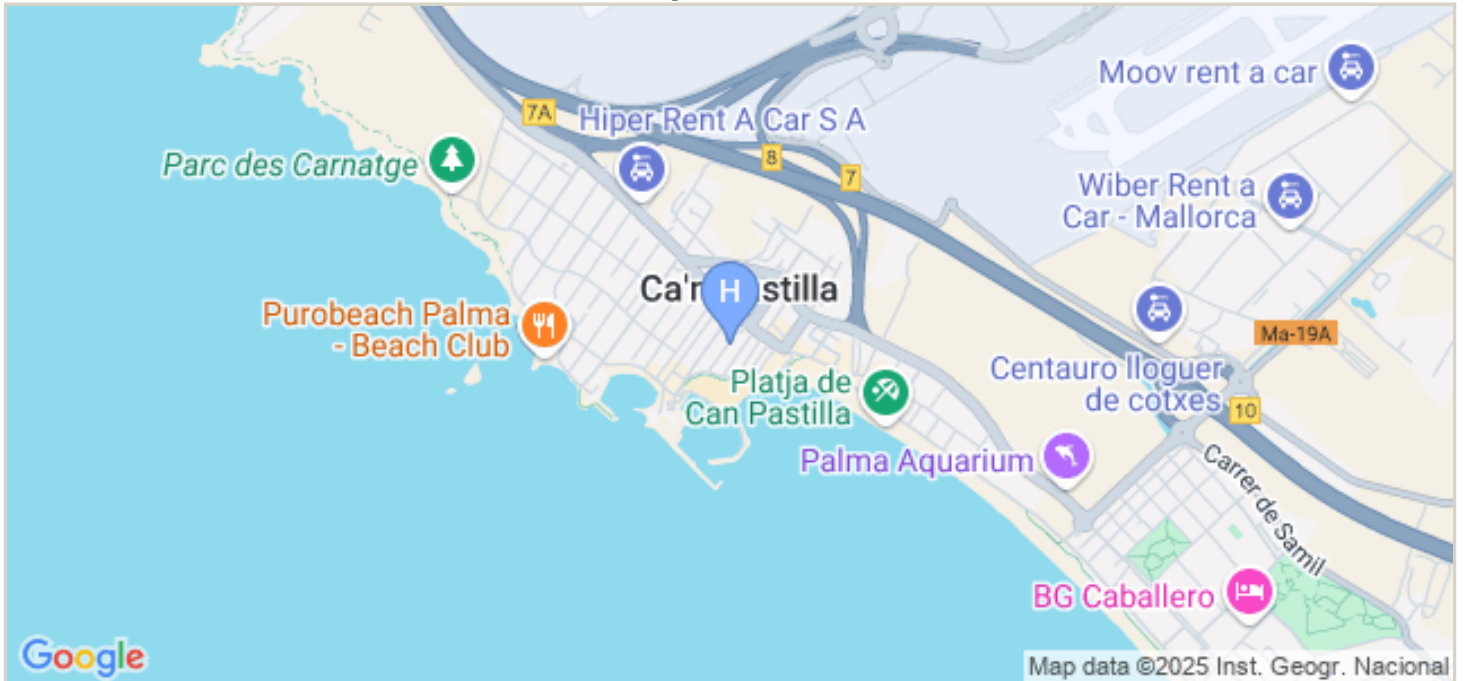 Moov rent a car
7A
Hiper Rent A Car S A
Parc des Carnatge
8
7
Wiber Rent a
Car - Mallorca
H
Purobeach Palma
- Beach Club
Ma-19A
Centauro lloguer
de cotxes
10
Platja de
Can Pastilla
Palma Aquarium
Carrer de Samil
BG Caballero
Google
Map data ©2025 Inst. Geogr. Nacional